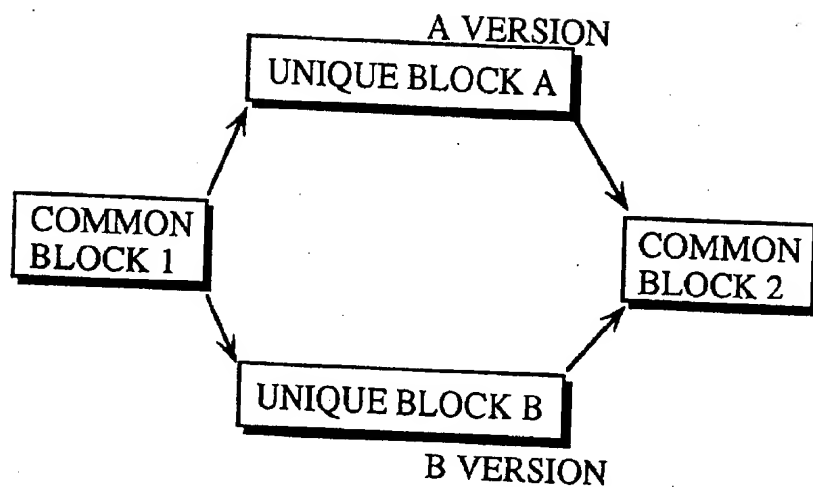 A VERSION
UNIQUE BLOCK A
COMMON
BLOCK 1
COMMON
BLOCK 2
UNIQUE BLOCK B
B VERSION